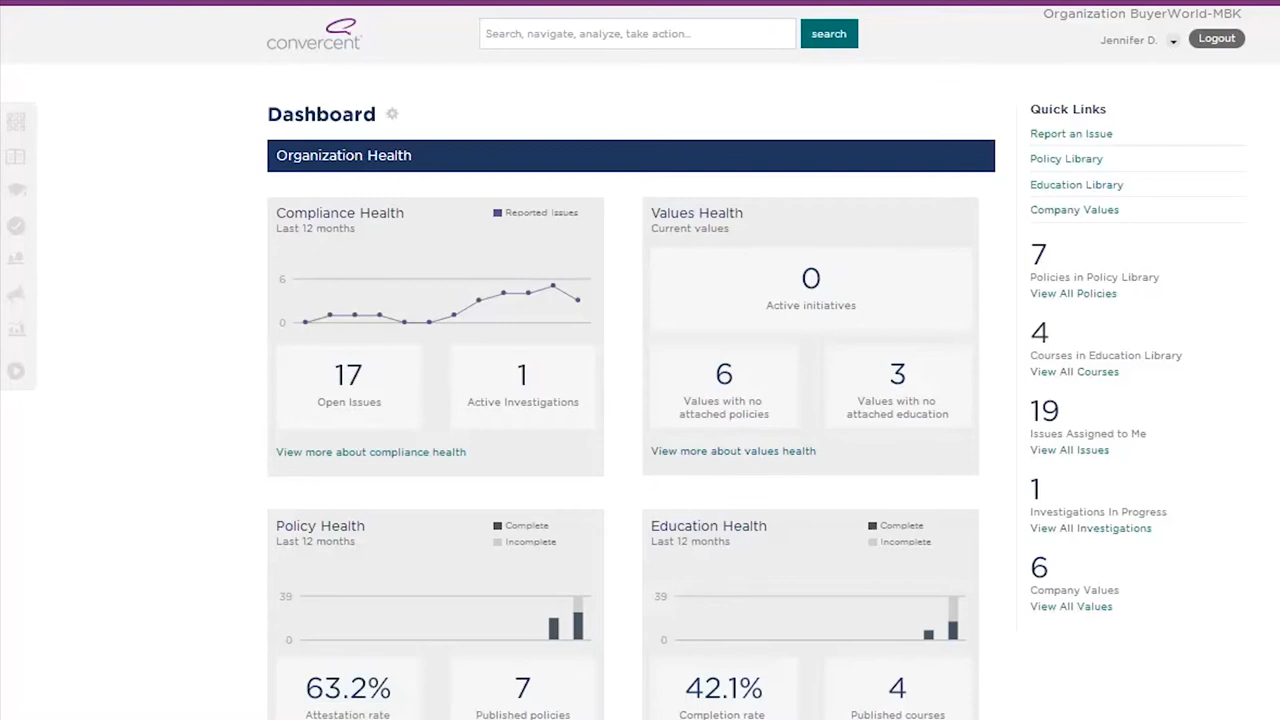 Organization BuyerWorld-MBK
convercent
Search, navigate, analyze, take action...
search
Jennifer D.
Logout
Dashboard
Organization Health
Compliance Health
Last 12 months
Reported Issues
6
0
17
Open Issues
1
Active Investigations
View more about compliance health
Values Health
Current values
0
Active initiatives
6
Values with no
attached policies
3
Values with no
attached education
View more about values health
Policy Health
Last 12 months
Complete
Incomplete
39
0
63.2%
Attestation rate
7
Published policies
Education Health
Last 12 months
Complete
Incomplete
39
0
42.1%
Completion rate
4
Published courses
Quick Links
Report an Issue
Policy Library
Education Library
Company Values
7
Policies in Policy Library
View All Policies
4
Courses in Education Library
View All Courses
19
Issues Assigned to Me
View All Issues
1
Investigations In Progress
View All Investigations
6
Company Values
View All Values